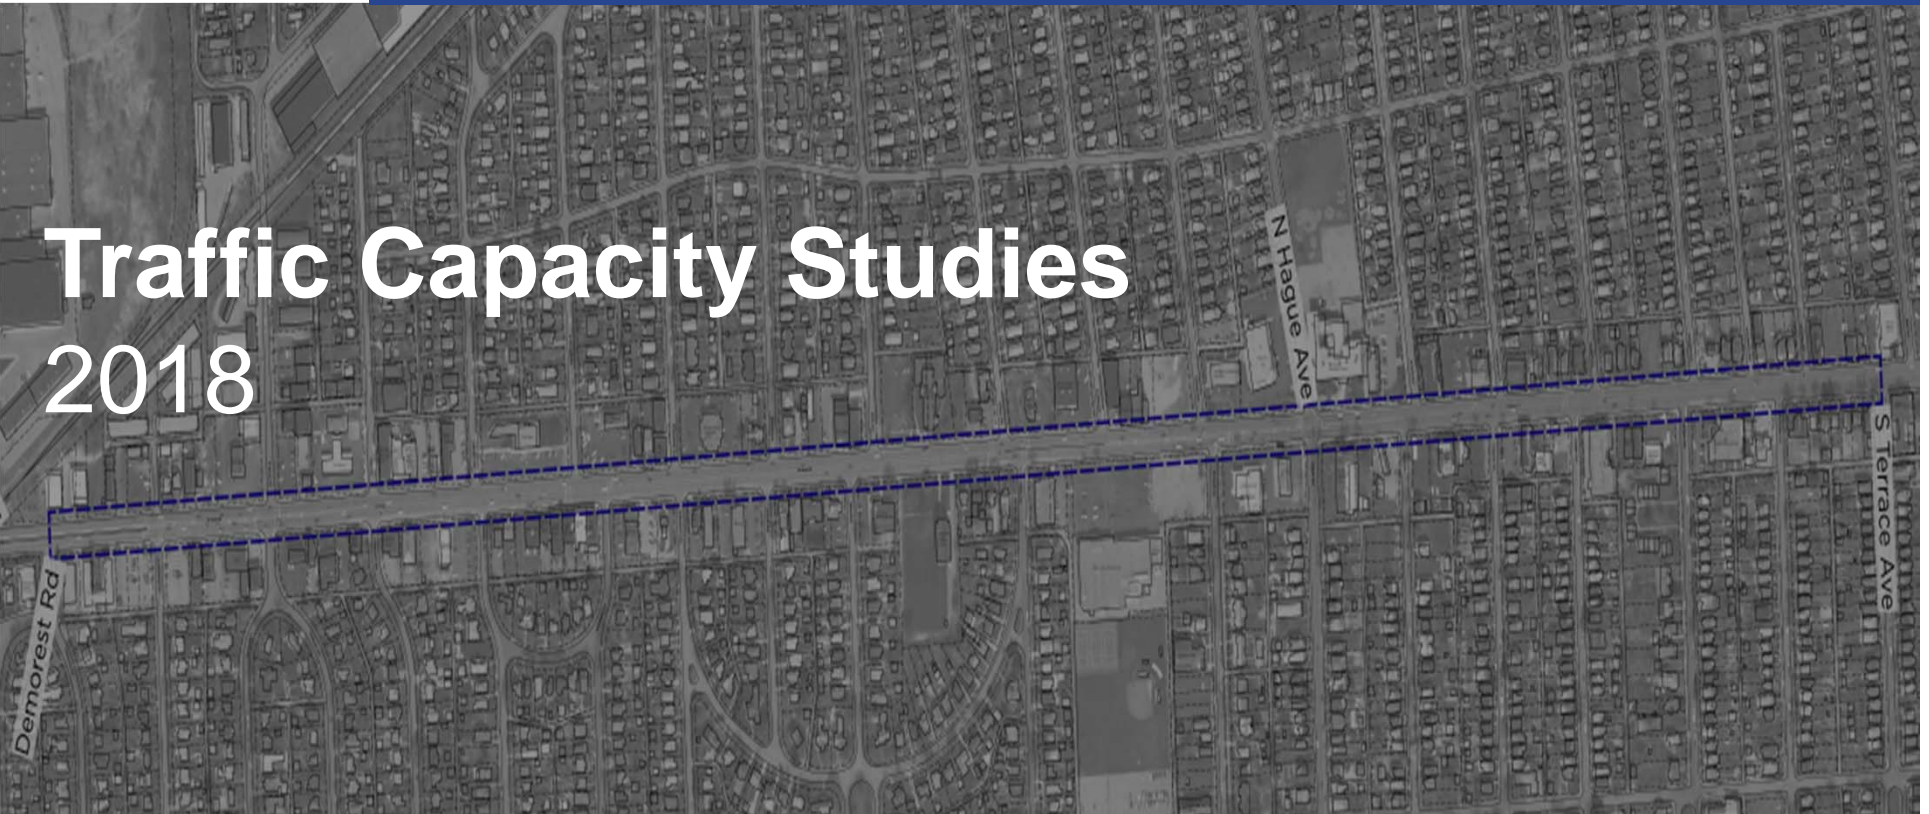 Traffic Capacity Studies
2018
N Hague Ave
S Terrace Ave
Demorest Rd